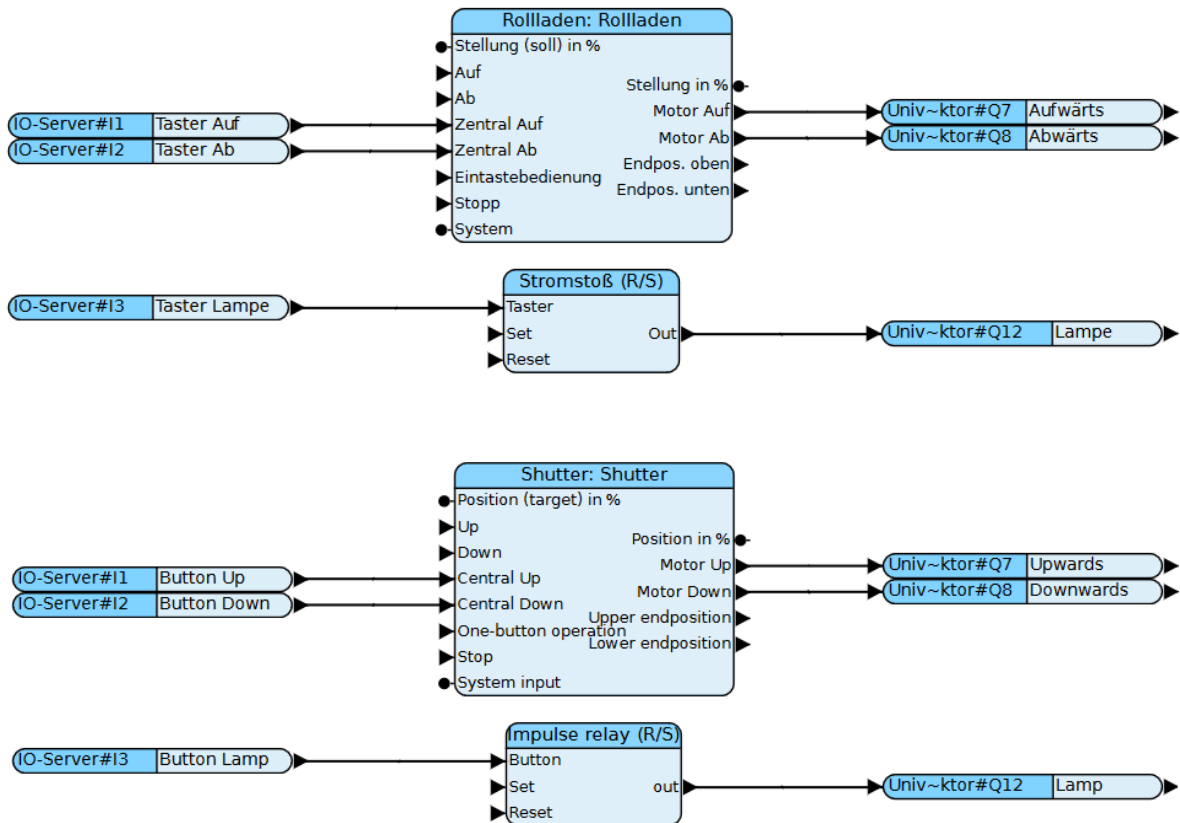 Rollladen: Rollladen
Stellung (soll) in %
Auf
Ab
Zentral Auf
Zentral Ab
Eintastebedienung
Stopp
System
Stellung in %
Motor Auf
Motor Ab
Endpos. oben
Endpos. unten
IO-Server#I1 Taster Auf
IO-Server#I2 Taster Ab
Univ~ktor#Q7 Aufwärts
Univ~ktor#Q8 Abwärts
Stromstoß (R/S)
IO-Server#I3 Taster Lampe
Taster
Set
Reset
Out
Univ~ktor#Q12 Lampe
Shutter: Shutter
Position (target) in %
Up
Down
Central Up
Central Down
One-button operation
Stop
System input
Position in %
Motor Up
Motor Down
Upper endposition
Lower endposition
IO-Server#I1 Button Up
IO-Server#I2 Button Down
Univ~ktor#Q7 Upwards
Univ~ktor#Q8 Downwards
Impulse relay (R/S)
IO-Server#I3 Button Lamp
Button
Set
Reset
out
Univ~ktor#Q12 Lamp